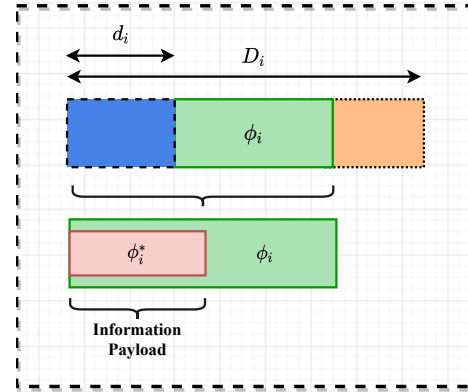 d_i
D_i
ϕ_i
ϕ_i^* ϕ_i
Information
Payload